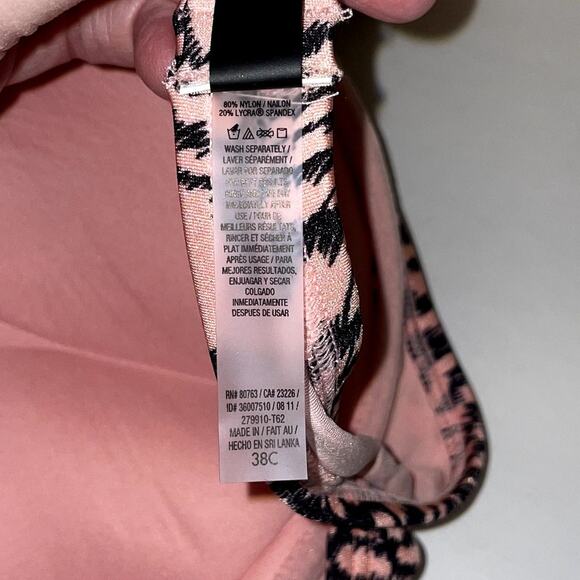 80% NYLON / NAILON
20% LYCRA® SPANDEX
WASH SEPARATELY /
LAVER SÉPARÉMENT /
LAVAR POR SEPARADO
IMMEDIATELY AFTER
USE / POUR DE
MEILLEURS RÉSULTATS,
RINCER ET SÉCHER À
PLAT IMMÉDIATEMENT
APRÈS USAGE / PARA
MEJORES RESULTADOS,
ENJUAGAR Y SECAR
COLGADO
INMEDIATAMENTE
DESPUES DE USAR
RN# 80763 / CA# 23226 /
ID# 36007510 / 08 11 /
279910-T62
MADE IN / FAIT AU /
HECHO EN SRI LANKA
38C